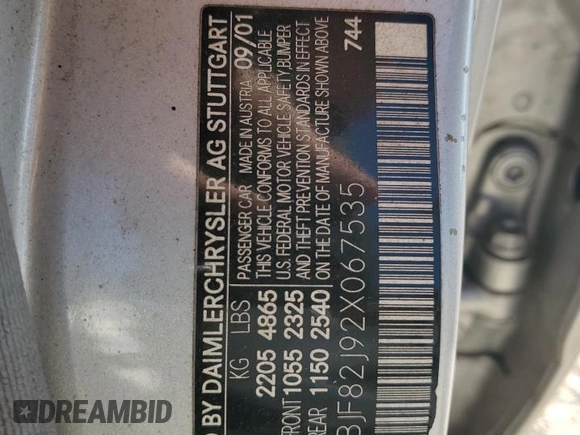 D BY DAIMLERCHRYSLER AG STUTTGART
PASSENGER CAR MADE IN AUSTRIA 09/01
KG LBS THIS VEHICLE CONFORMS TO ALL APPLICABLE
2205 4865 U.S. FEDERAL MOTOR VEHICLE SAFETY BUMPER
FRONT 1055 2325 AND THEFT PREVENTION STANDARDS IN EFFECT
REAR 1150 2540 ON THE DATE OF MANUFACTURE SHOWN ABOVE
BJF82J92X067535
744
DREAMBID